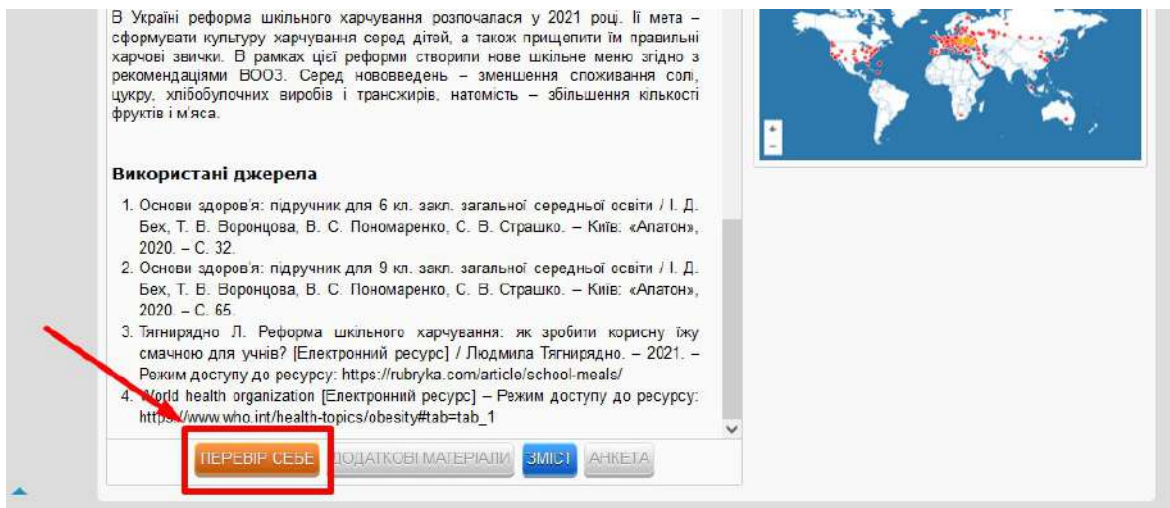 В Україні реформа шкільного харчування розпочалася у 2021 році. Її мета –
сформувати культуру харчування серед дітей, а також прищепити їм правильні
харчові звички. В рамках цієї реформи створили нове шкільне меню згідно з
рекомендаціями ВООЗ. Серед нововведень – зменшення споживання солі,
цукру, хлібобулочних виробів і трансжирів, натомість – збільшення кількості
фруктів і м'яса.
Використані джерела
1. Основи здоров'я: підручник для 6 кл. закл. загальної середньої освіти / І. Д.
Бех, Т. В. Воронцова, В. С. Пономаренко, С. В. Страшко. – Київ: «Алатон»,
2020. – С. 32.
2. Основи здоров'я: підручник для 9 кл. закл. загальної середньої освіти / І. Д.
Бех, Т. В. Воронцова, В. С. Пономаренко, С. В. Страшко. – Київ: «Алатон»,
2020. – С. 65.
3. Тягнирядно Л. Реформа шкільного харчування: як зробити корисну їжу
смачною для учнів? [Електронний ресурс] / Людмила Тягнирядно. – 2021. –
Режим доступу до ресурсу: https://rubryka.com/article/school-meals/
4. World health organization [Електронний ресурс] – Режим доступу до ресурсу:
https://www.who.int/health-topics/obesity#tab=tab_1
ПЕРЕВІР СЕБЕ ДОДАТКОВІ МАТЕРІАЛИ ЗМІСТ АНКЕТА